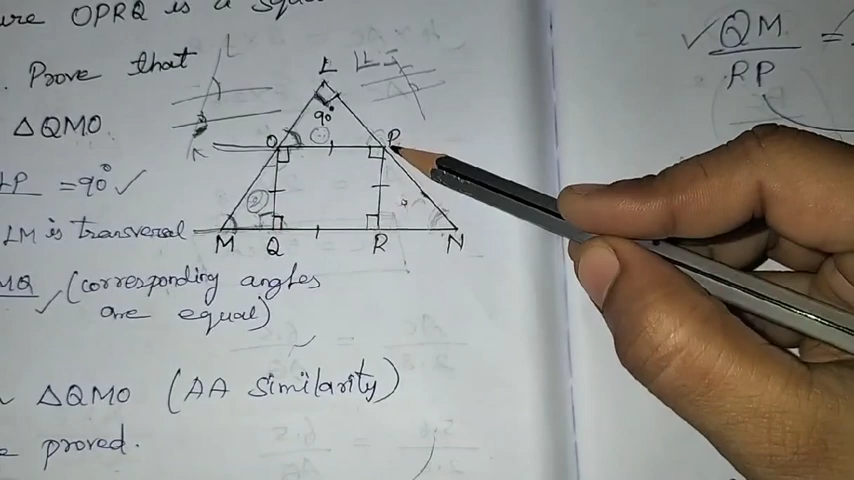 ure OPRQ is a
. Prove that
ΔQMO
LP = 90° ✓
LM is transversal
MQ (corresponding angles
are equal)
ΔQMO (AA similarity)
proved.
L
L
90°
O
P
M
Q
R
N
✓ QM =
RP